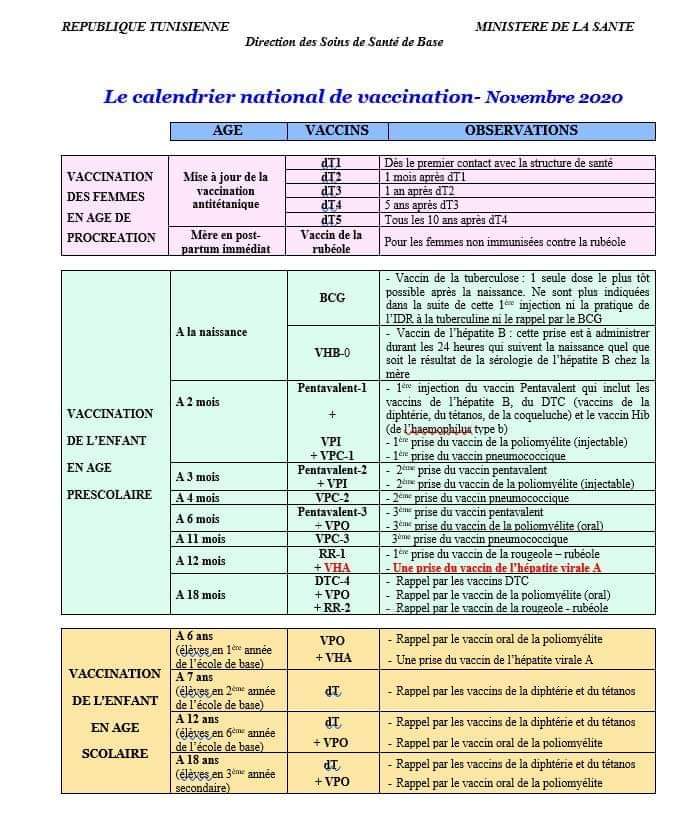 REPUBLIQUE TUNISIENNE MINISTERE DE LA SANTE
Direction des Soins de Santé de Base
Le calendrier national de vaccination- Novembre 2020
AGE VACCINS OBSERVATIONS
VACCINATION
DES FEMMES
EN AGE DE
PROCREATION
Mise à jour de la
vaccination
antitétanique
dT1 Dès le premier contact avec la structure de santé
dT2 1 mois après dT1
dT3 1 an après dT2
dT4 5 ans après dT3
dT5 Tous les 10 ans après dT4
Mère en post-
partum immédiat
Vaccin de la
rubéole
Pour les femmes non immunisées contre la rubéole
VACCINATION
DE L'ENFANT
EN AGE
PRESCOLAIRE
A la naissance
BCG
- Vaccin de la tuberculose : 1 seule dose le plus tôt
possible après la naissance. Ne sont plus indiquées
dans la suite de cette 1ère injection ni la pratique de
l'IDR à la tuberculine ni le rappel par le BCG
VHB-0
- Vaccin de l'hépatite B : cette prise est à administrer
durant les 24 heures qui suivent la naissance quel que
soit le résultat de la sérologie de l'hépatite B chez la
mère
A 2 mois
Pentavalent-1
+
VPI
+ VPC-1
- 1ère injection du vaccin Pentavalent qui inclut les
vaccins de l'hépatite B, du DTC (vaccins de la
diphtérie, du tétanos, de la coqueluche) et le vaccin Hib
(de l'haemophilus type b)
- 1ère prise du vaccin de la poliomyélite (injectable)
- 1ère prise du vaccin pneumococcique
A 3 mois
Pentavalent-2
+ VPI
- 2ème prise du vaccin pentavalent
- 2ème prise du vaccin de la poliomyélite (injectable)
A 4 mois VPC-2 - 2ème prise du vaccin pneumococcique
A 6 mois
Pentavalent-3
+ VPO
- 3ème prise du vaccin pentavalent
- 3ème prise du vaccin de la poliomyélite (oral)
A 11 mois VPC-3 3ème prise du vaccin pneumococcique
A 12 mois
RR-1
+ VHA
- 1ère prise du vaccin de la rougeole – rubéole
- Une prise du vaccin de l'hépatite virale A
A 18 mois
DTC-4
+ VPO
+ RR-2
- Rappel par les vaccins DTC
- Rappel par le vaccin de la poliomyélite (oral)
- Rappel par le vaccin de la rougeole - rubéole
VACCINATION
DE L'ENFANT
EN AGE
SCOLAIRE
A 6 ans
(élèves en 1ère année
de l'école de base)
VPO
+ VHA
- Rappel par le vaccin oral de la poliomyélite
- Une prise du vaccin de l'hépatite virale A
A 7 ans
(élèves en 2ème année
de l'école de base)
dT
- Rappel par les vaccins de la diphtérie et du tétanos
A 12 ans
(élèves en 6ème année
de l'école de base)
dT
+ VPO
- Rappel par les vaccins de la diphtérie et du tétanos
- Rappel par le vaccin oral de la poliomyélite
A 18 ans
(élèves en 3ème année
secondaire)
dT
+ VPO
- Rappel par les vaccins de la diphtérie et du tétanos
- Rappel par le vaccin oral de la poliomyélite